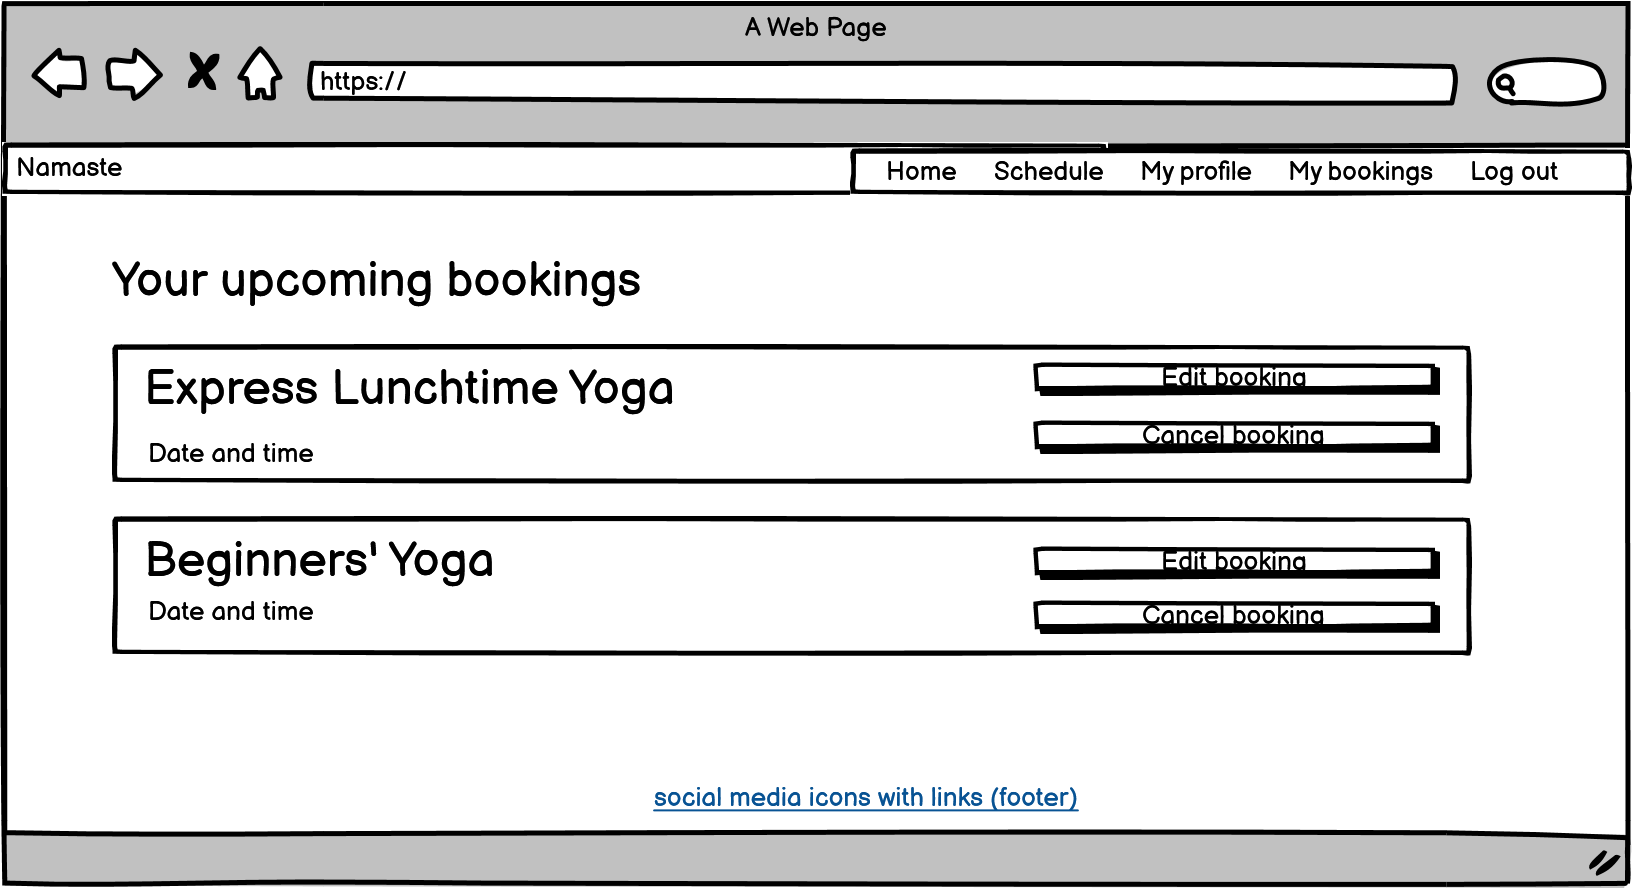 A Web Page
https://
Namaste
Home Schedule My profile My bookings Log out
Your upcoming bookings
Express Lunchtime Yoga
Edit booking
Cancel booking
Date and time
Beginners' Yoga
Edit booking
Date and time
Cancel booking
social media icons with links (footer)